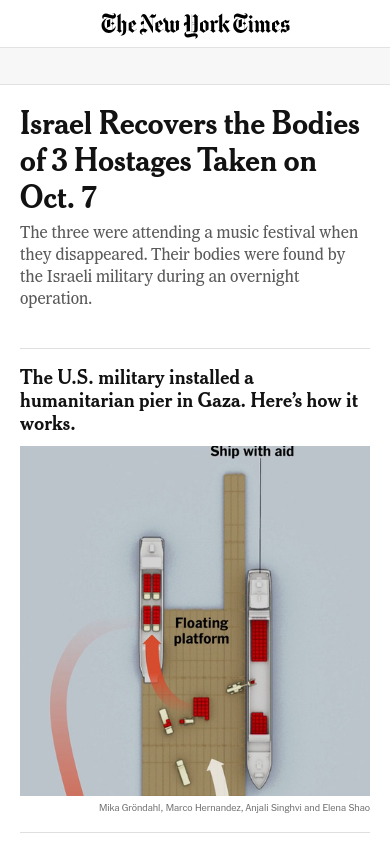 The New York Times
Israel Recovers the Bodies
of 3 Hostages Taken on
Oct. 7
The three were attending a music festival when
they disappeared. Their bodies were found by
the Israeli military during an overnight
operation.
The U.S. military installed a
humanitarian pier in Gaza. Here’s how it
works.
Ship with aid
Floating
platform
Mika Gröndahl, Marco Hernandez, Anjali Singhvi and Elena Shao